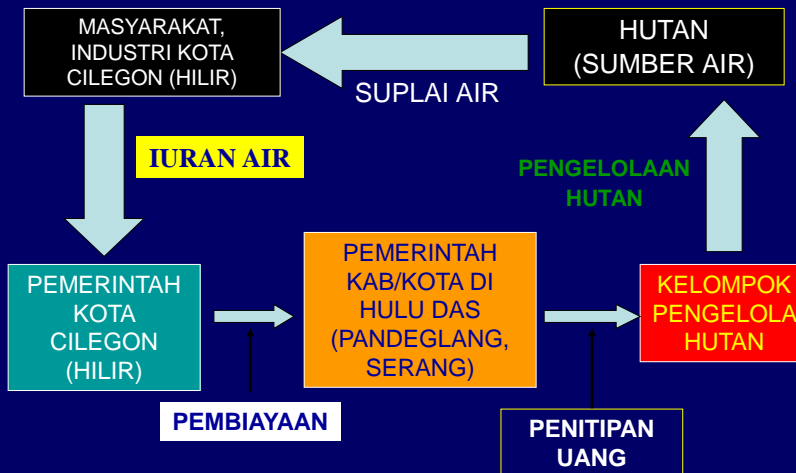 MASYARAKAT,
INDUSTRI KOTA
CILEGON (HILIR)
HUTAN
(SUMBER AIR)
SUPLAI AIR
IURAN AIR
PENGELOLAAN
HUTAN
PEMERINTAH
KOTA
CILEGON
(HILIR)
PEMERINTAH
KAB/KOTA DI
HULU DAS
(PANDEGLANG,
SERANG)
KELOMPOK
PENGELOLA
HUTAN
PEMBIAYAAN
PENITIPAN
UANG